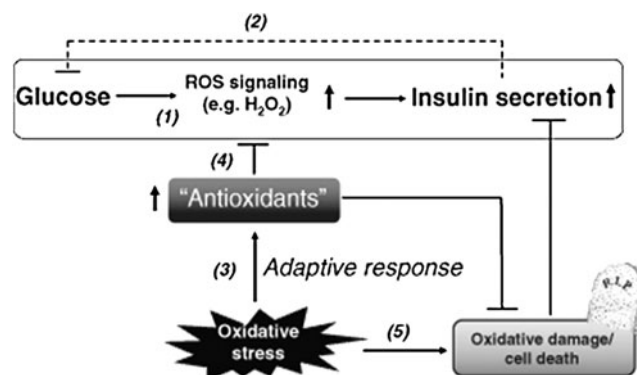 (2)
Glucose
(1)
ROS signaling
(e.g. H₂O₂)
Insulin secretion
(4)
"Antioxidants"
(3)
Adaptive response
Oxidative
stress
(5)
R.I.P
Oxidative damage/
cell death